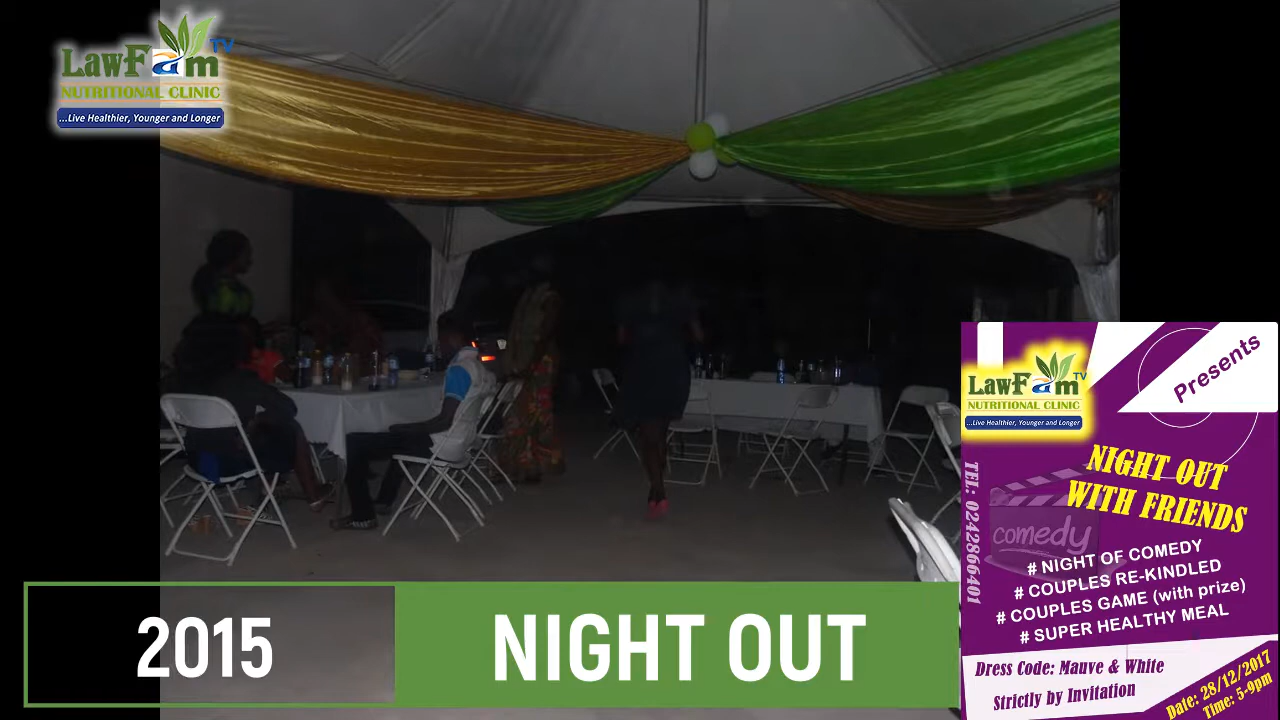 LawFam TV
NUTRITIONAL CLINIC
...Live Healthier, Younger and Longer
2015
NIGHT OUT
Presents
LawFam TV
NUTRITIONAL CLINIC
...Live Healthier, Younger and Longer
NIGHT OUT
WITH FRIENDS
TEL: 0242866401
comedy
# NIGHT OF COMEDY
# COUPLES RE-KINDLED
# COUPLES GAME (with prize)
# SUPER HEALTHY MEAL
Dress Code: Mauve & White
Strictly by Invitation
Date: 28/12/2017
Time: 5-9pm